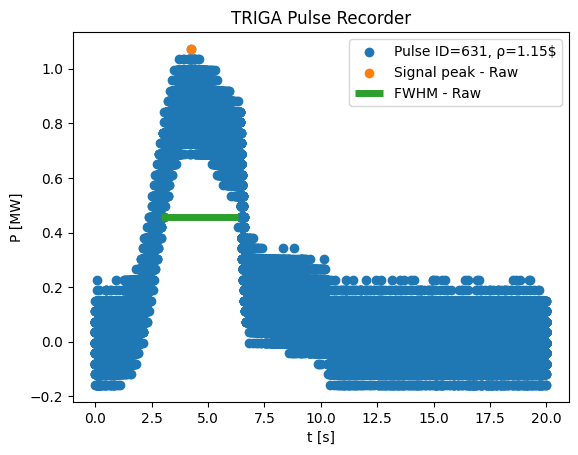 TRIGA Pulse Recorder
Pulse ID=631, ρ=1.15$
Signal peak - Raw
FWHM - Raw
P [MW]
1.0
0.8
0.6
0.4
0.2
0.0
−0.2
0.0 2.5 5.0 7.5 10.0 12.5 15.0 17.5 20.0
t [s]